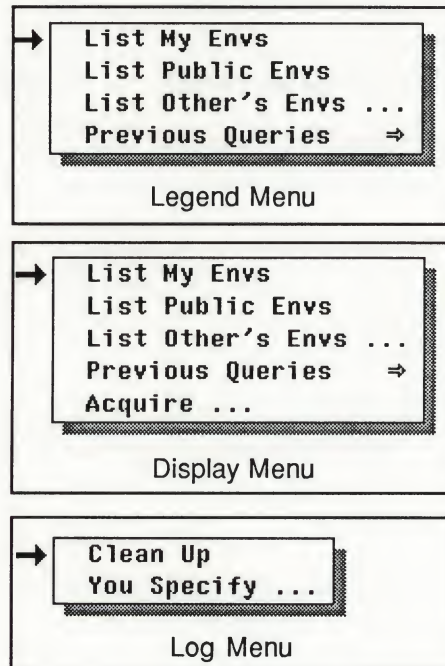 List My Envs
List Public Envs
List Other's Envs ...
Previous Queries ⇒
Legend Menu
List My Envs
List Public Envs
List Other's Envs ...
Previous Queries ⇒
Acquire ...
Display Menu
Clean Up
You Specify ...
Log Menu